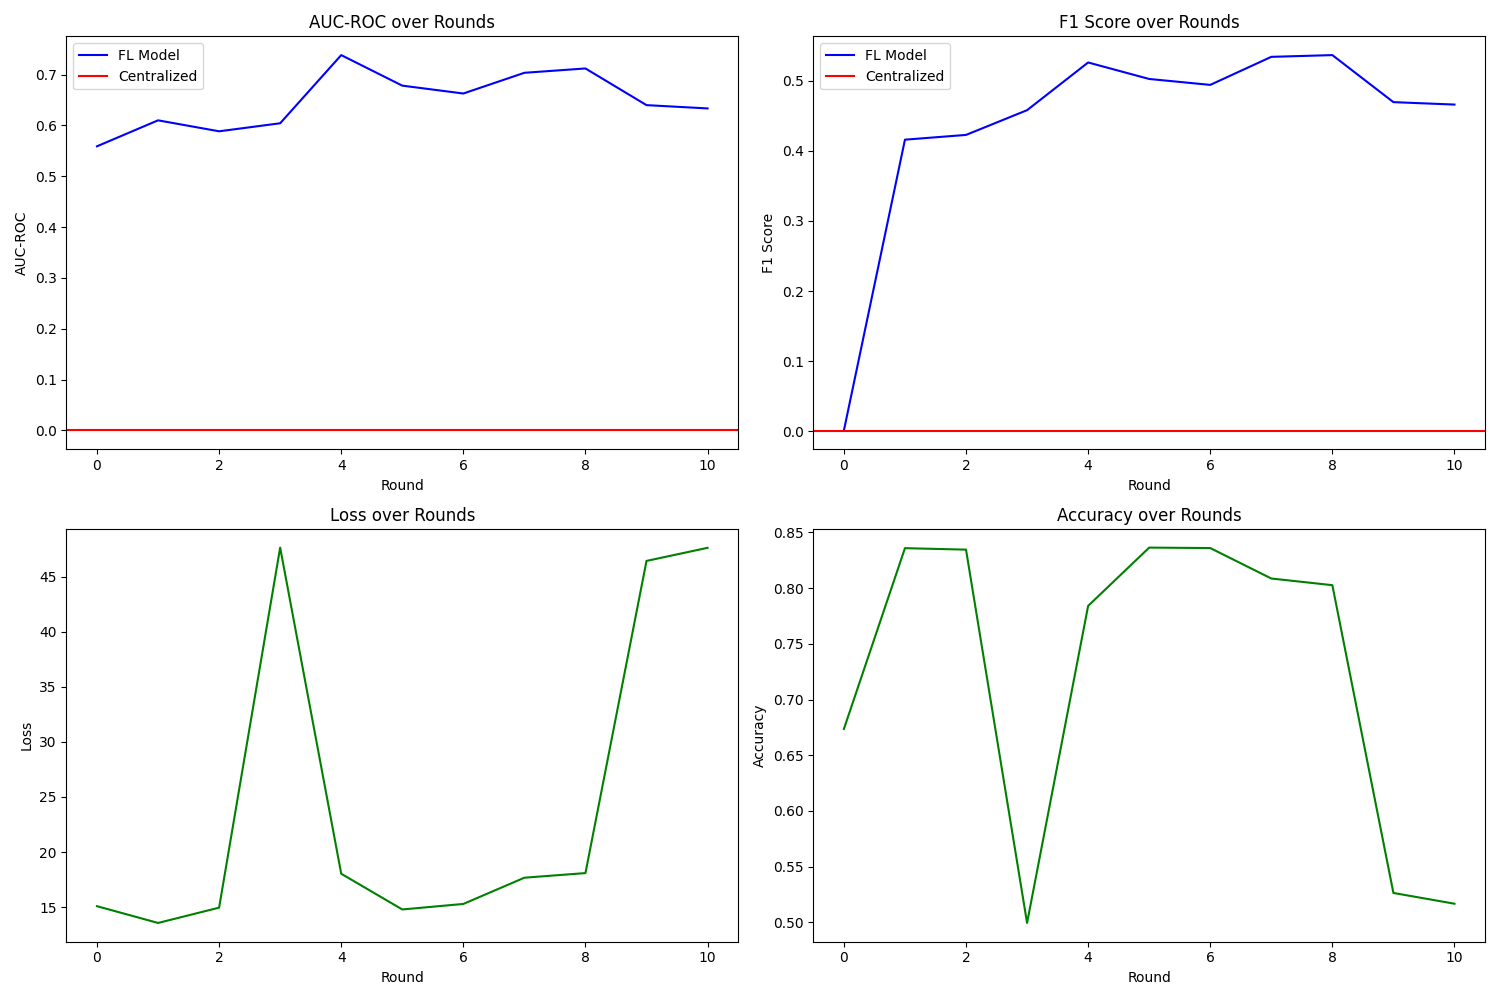 AUC-ROC over Rounds
FL Model
Centralized
0.7
0.6
0.5
0.4
0.3
0.2
0.1
0.0
AUC-ROC
0 2 4 6 8 10
Round
F1 Score over Rounds
FL Model
Centralized
0.5
0.4
0.3
0.2
0.1
0.0
F1 Score
0 2 4 6 8 10
Round
Loss over Rounds
45
40
35
30
25
20
15
Loss
0 2 4 6 8 10
Round
Accuracy over Rounds
0.85
0.80
0.75
0.70
0.65
0.60
0.55
0.50
Accuracy
0 2 4 6 8 10
Round